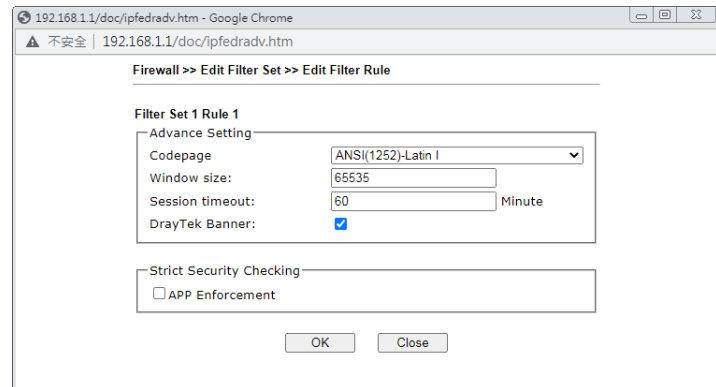 192.168.1.1/doc/ipfedradv.htm - Google Chrome
不安全 | 192.168.1.1/doc/ipfedradv.htm
Firewall >> Edit Filter Set >> Edit Filter Rule
Filter Set 1 Rule 1
Advance Setting
Codepage ANSI(1252)-Latin I
Window size: 65535
Session timeout: 60 Minute
DrayTek Banner:
Strict Security Checking
APP Enforcement
OK Close